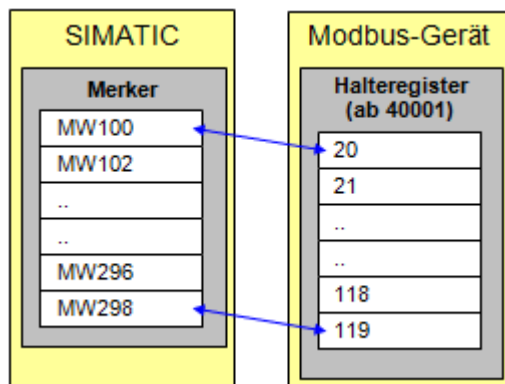 SIMATIC
Merker
MW100
MW102
..
..
MW296
MW298
Modbus-Gerät
Halteregister
(ab 40001)
20
21
..
..
118
119